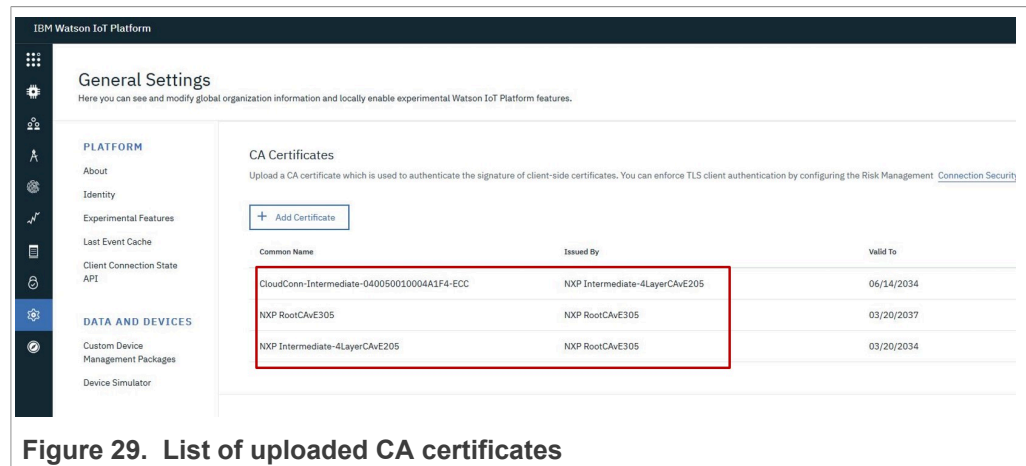 IBM Watson IoT Platform
General Settings
Here you can see and modify global organization information and locally enable experimental Watson IoT Platform features.
PLATFORM
About
Identity
Experimental Features
Last Event Cache
Client Connection State
API
DATA AND DEVICES
Custom Device
Management Packages
Device Simulator
CA Certificates
Upload a CA certificate which is used to authenticate the signature of client-side certificates. You can enforce TLS client authentication by configuring the Risk Management Connection Security
+ Add Certificate
Common Name Issued By Valid To
CloudConn-Intermediate-040050010004A1F4-ECC NXP Intermediate-4LayerCAvE205 06/14/2034
NXP RootCAvE305 NXP RootCAvE305 03/20/2037
NXP Intermediate-4LayerCAvE205 NXP RootCAvE305 03/20/2034
Figure 29. List of uploaded CA certificates